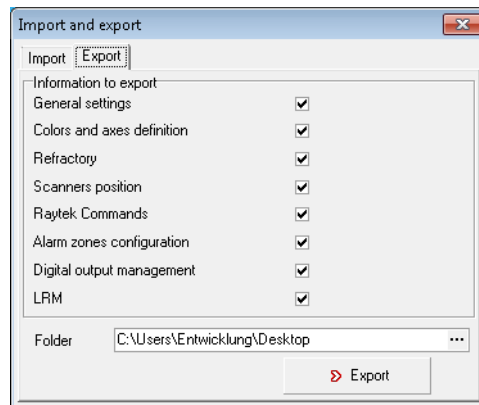 Import and export
Import Export
Information to export
General settings
Colors and axes definition
Refractory
Scanners position
Raytek Commands
Alarm zones configuration
Digital output management
LRM
Folder C:\Users\Entwicklung\Desktop ...
Export